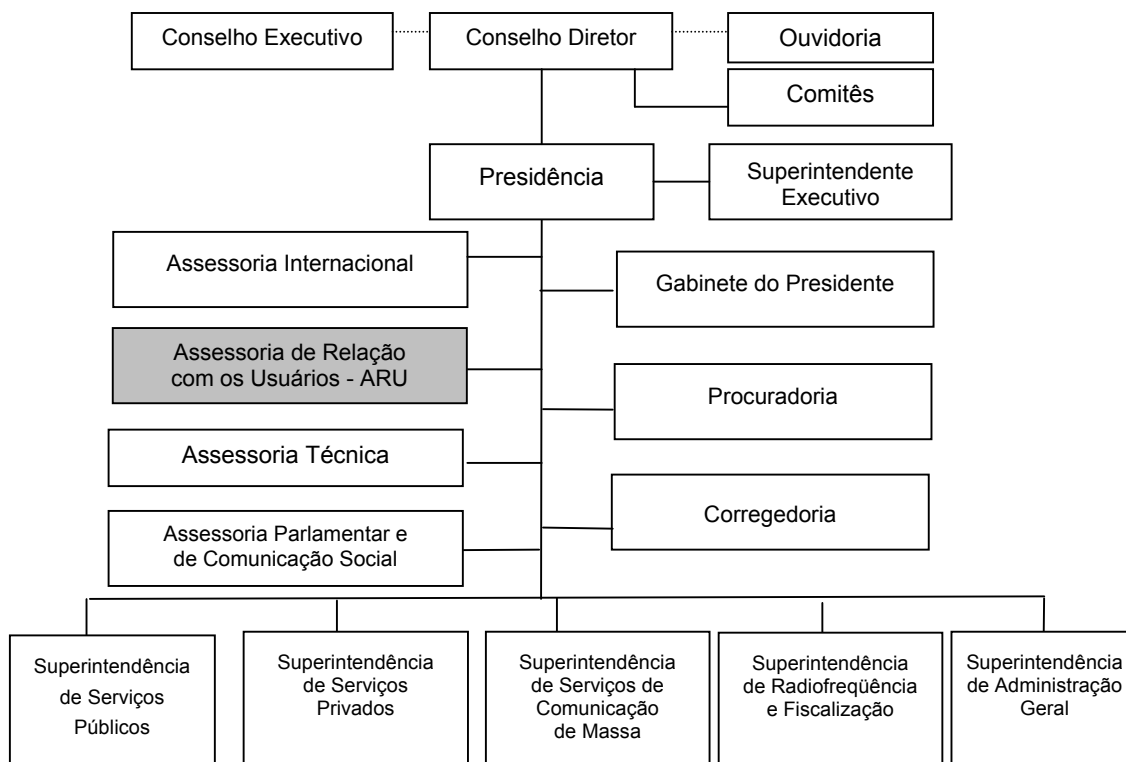 Conselho Executivo
Conselho Diretor
Ouvidoria
Comitês
Presidência
Superintendente
Executivo
Assessoria Internacional
Gabinete do Presidente
Assessoria de Relação
com os Usuários - ARU
Procuradoria
Assessoria Técnica
Corregedoria
Assessoria Parlamentar e
de Comunicação Social
Superintendência
de Serviços
Públicos
Superintendência
de Serviços
Privados
Superintendência
de Serviços de
Comunicação
de Massa
Superintendência
de Radiofreqüência
e Fiscalização
Superintendência
de Administração
Geral